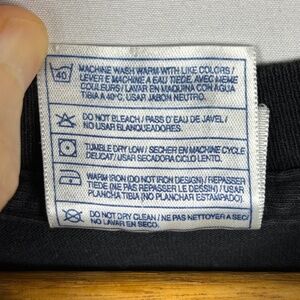 40
MACHINE WASH WARM WITH LIKE COLORS /
LEVER E MACHINE A EAU TIEDE, AVEC MEME
COULEURS / LAVAR EN MAQUINA CON AGUA
TIBIA A 40°C, USAR JABON NEUTRO.
DO NOT BLEACH / PAS D'EAU DE JAVEL /
NO USAR BLANQUEADORES.
TUMBLE DRY LOW / SECHER EN MACHINE CYCLE
DELICAT / USAR SECADORA CICLO LENTO.
WARM IRON (DO NOT IRON DESIGN) / REPASSER
TIEDE (NE PAS REPASSER LE DESSIN) / USAR
PLANCHA TIBIA (NO PLANCHAR ESTAMPADO).
DO NOT DRY CLEAN / NE PAS NETTOYER A SEC /
NO LAVAR EN SECO.